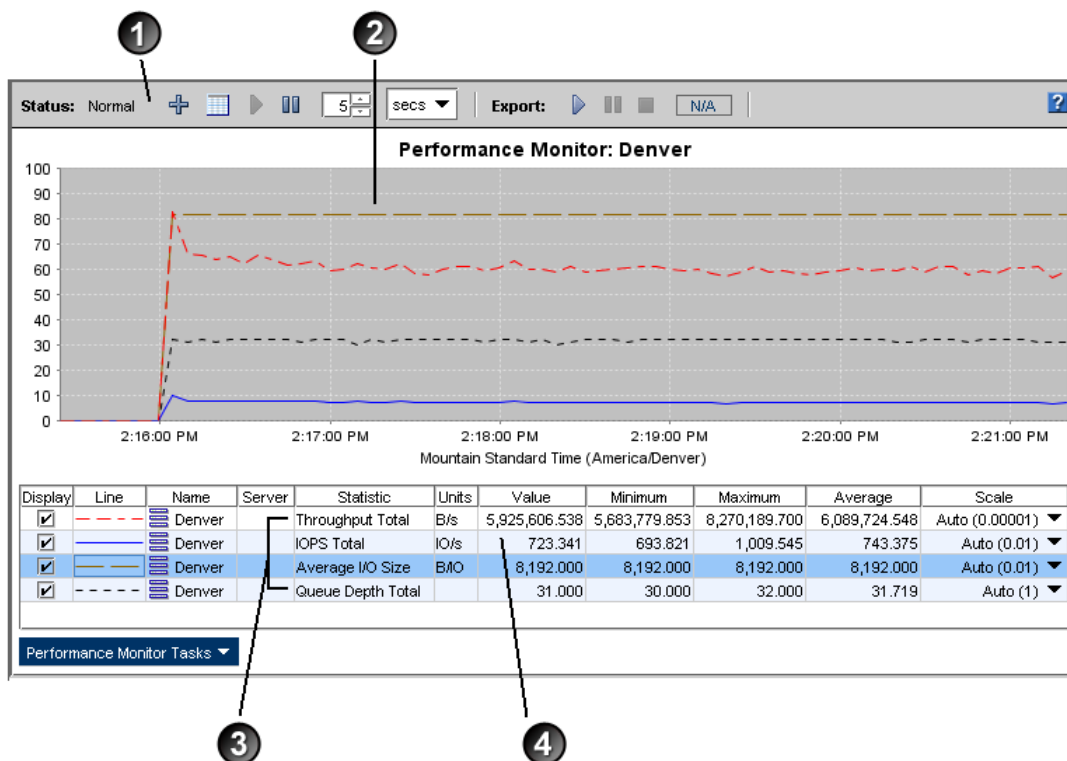 1
2
Status: Normal 5 secs Export: N/A ?
Performance Monitor: Denver
100
90
80
70
60
50
40
30
20
10
0
2:16:00 PM 2:17:00 PM 2:18:00 PM 2:19:00 PM 2:20:00 PM 2:21:00 PM
Mountain Standard Time (America/Denver)
Display Line Name Server Statistic Units Value Minimum Maximum Average Scale
Denver Throughput Total B/s 5,925,606.538 5,683,779.853 8,270,189.700 6,089,724.548 Auto (0.00001)
Denver IOPS Total IO/s 723.341 693.821 1,009.545 743.375 Auto (0.01)
Denver Average I/O Size B/IO 8,192.000 8,192.000 8,192.000 8,192.000 Auto (0.01)
Denver Queue Depth Total 31.000 30.000 32.000 31.719 Auto (1)
Performance Monitor Tasks
3
4